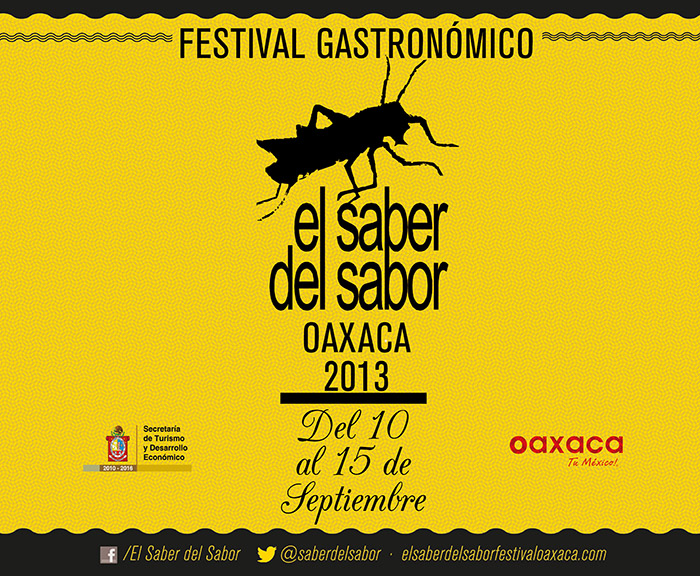 FESTIVAL GASTRONÓMICO
el saber
del sabor
OAXACA
2013
Del 10
al 15 de
Septiembre
Secretaría
de Turismo
y Desarrollo
Económico
2010 - 2016
oaxaca
Tú México!.
f /El Saber del Sabor @saberdelsabor · elsaberdelsaborfestivaloaxaca.com